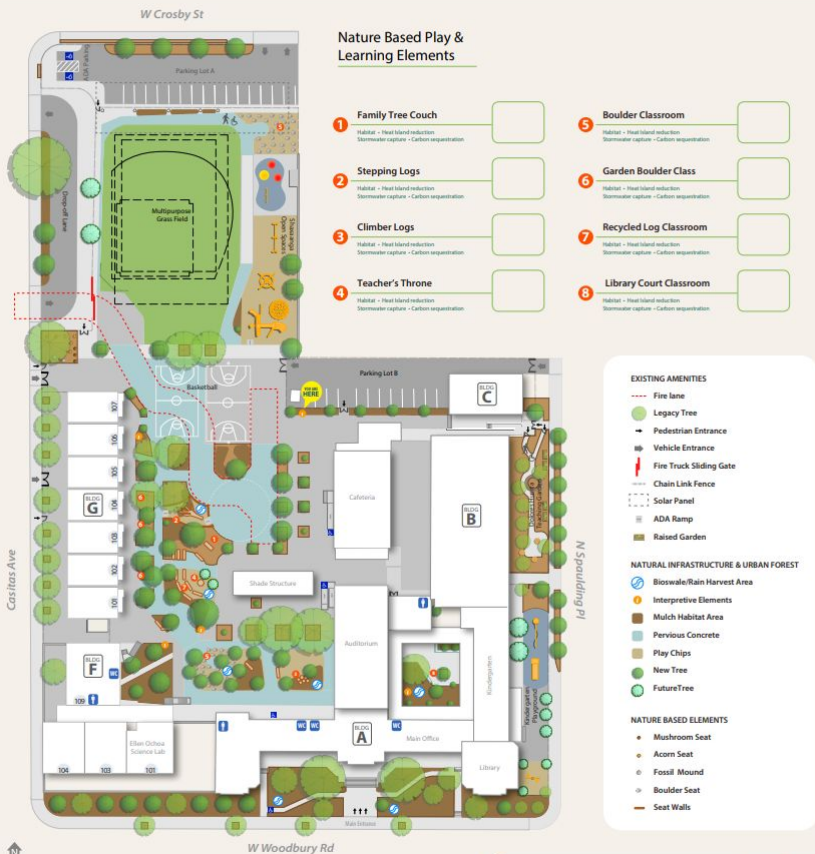 W Crosby St
Nature Based Play &
Learning Elements
1 Family Tree Couch
Habitat - Heat Island reduction
Stormwater capture - Carbon sequestration
2 Stepping Logs
Habitat - Heat Island reduction
Stormwater capture - Carbon sequestration
3 Climber Logs
Habitat - Heat Island reduction
Stormwater capture - Carbon sequestration
4 Teacher's Throne
Habitat - Heat Island reduction
Stormwater capture - Carbon sequestration
5 Boulder Classroom
Habitat - Heat Island reduction
Stormwater capture - Carbon sequestration
6 Garden Boulder Class
Habitat - Heat Island reduction
Stormwater capture - Carbon sequestration
7 Recycled Log Classroom
Habitat - Heat Island reduction
Stormwater capture - Carbon sequestration
8 Library Court Classroom
Habitat - Heat Island reduction
Stormwater capture - Carbon sequestration
ADA Parking
Parking Lot A
Drop-off Lane
Multipurpose
Grass Field
Open Spaces
Basketball
Parking Lot B
YOU ARE
HERE
BLDG
C
BLDG
G
107
106
105
104
103
102
101
Cafeteria
BLDG
B
Teaching Garden
Casitas Ave
N Spaulding Pl
Shade Structure
Auditorium
Kindergarten
Kindergarten
Playground
BLDG
F
WC
109
Ellen Ochoa
Science Lab
104
103
101
WC
WC
BLDG
A
WC
Main Office
Library
Main Entrance
W Woodbury Rd
N
EXISTING AMENITIES
Fire lane
Legacy Tree
Pedestrian Entrance
Vehicle Entrance
Fire Truck Sliding Gate
Chain Link Fence
Solar Panel
ADA Ramp
Raised Garden
NATURAL INFRASTRUCTURE & URBAN FOREST
Bioswale/Rain Harvest Area
Interpretive Elements
Mulch Habitat Area
Pervious Concrete
Play Chips
New Tree
FutureTree
NATURE BASED ELEMENTS
Mushroom Seat
Acorn Seat
Fossil Mound
Boulder Seat
Seat Walls